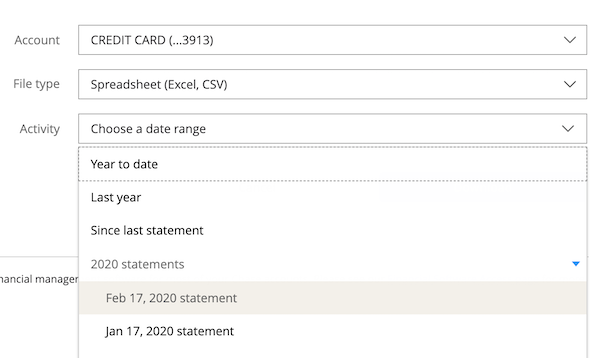 Account CREDIT CARD (...3913)
File type Spreadsheet (Excel, CSV)
Activity Choose a date range
Year to date
Last year
Since last statement
2020 statements
nancial manager
Feb 17, 2020 statement
Jan 17, 2020 statement